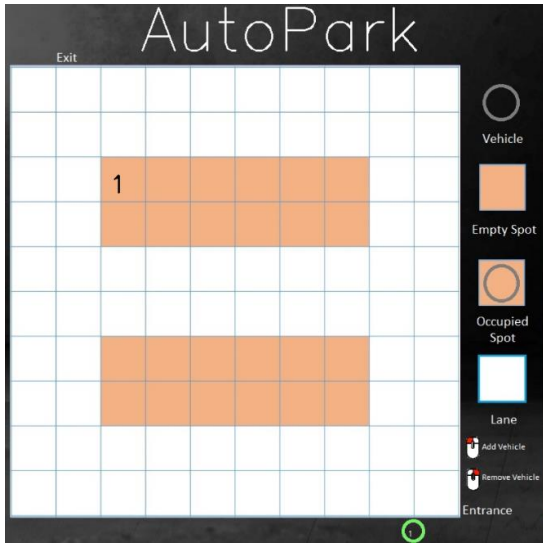 AutoPark
Exit
Vehicle
1
Empty Spot
Occupied
Spot
Lane
Add Vehicle
Remove Vehicle
Entrance
1